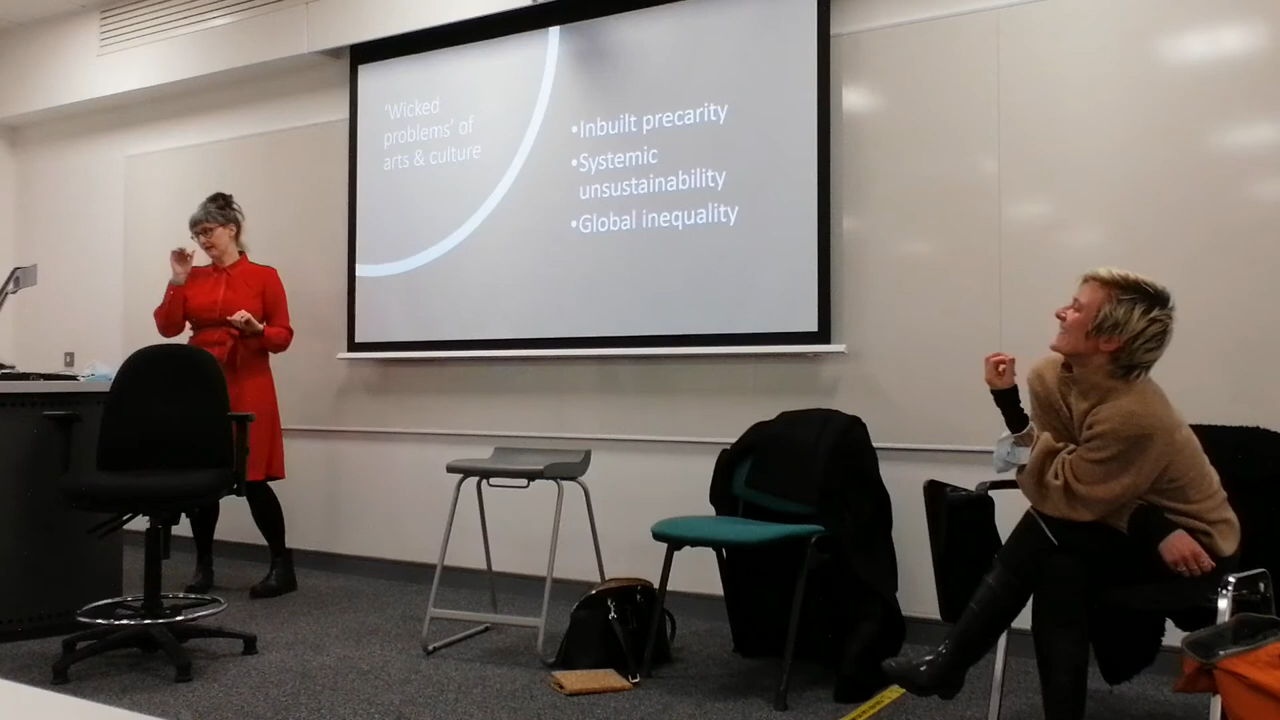 'Wicked
problems' of
arts & culture
•Inbuilt precarity
•Systemic
unsustainability
•Global inequality